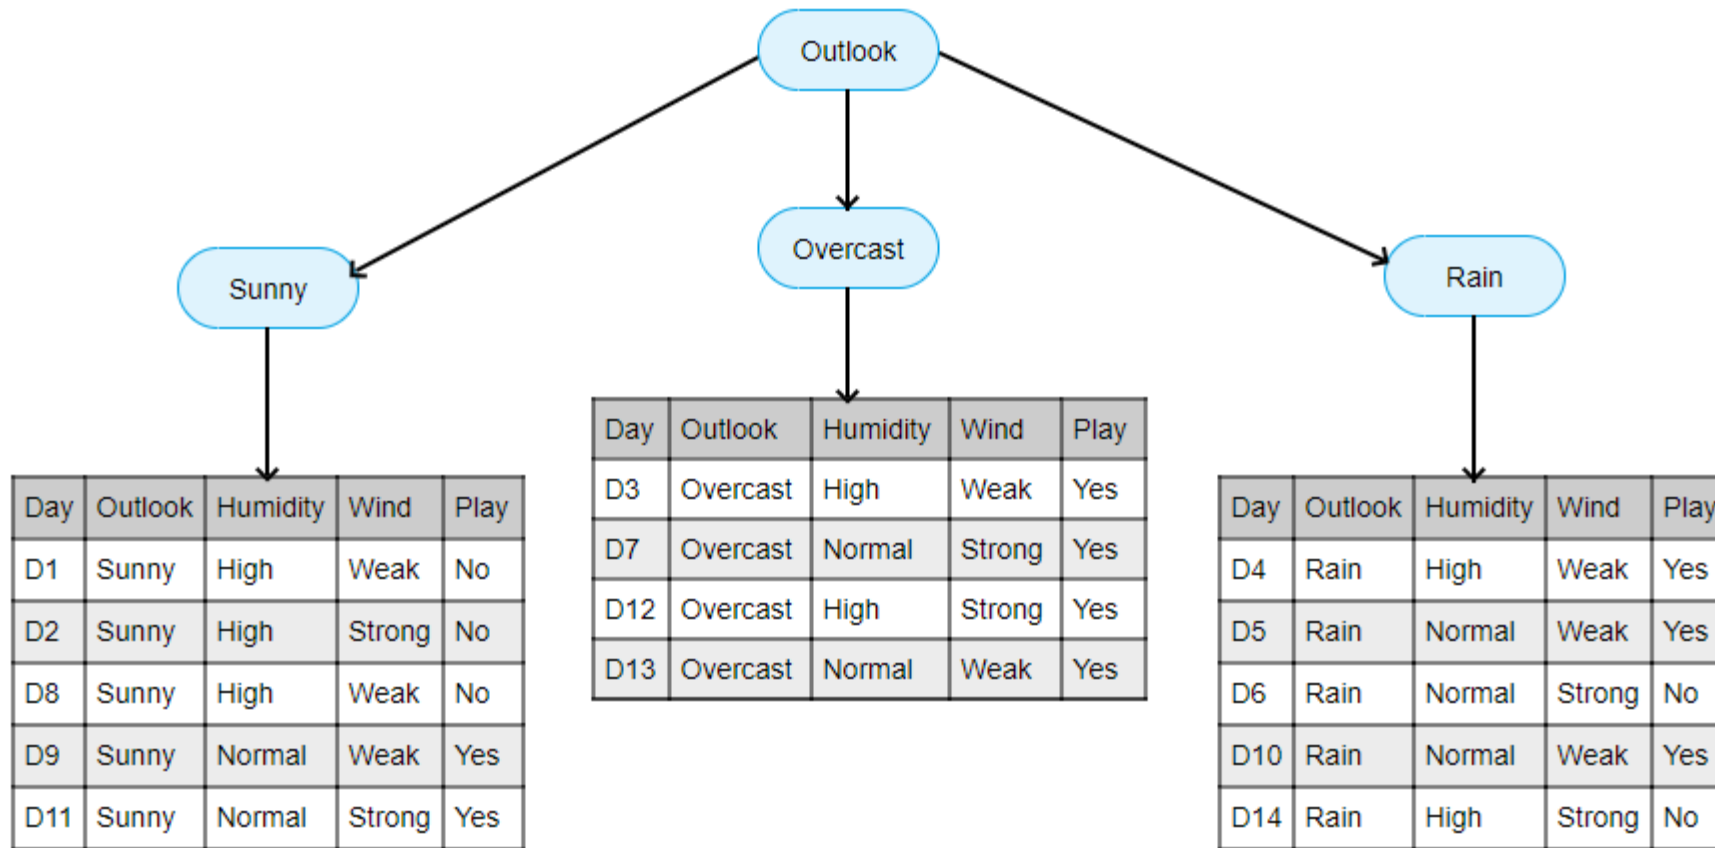 Outlook
Sunny
Overcast
Rain
Day Outlook Humidity Wind Play
D1 Sunny High Weak No
D2 Sunny High Strong No
D8 Sunny High Weak No
D9 Sunny Normal Weak Yes
D11 Sunny Normal Strong Yes
Day Outlook Humidity Wind Play
D3 Overcast High Weak Yes
D7 Overcast Normal Strong Yes
D12 Overcast High Strong Yes
D13 Overcast Normal Weak Yes
Day Outlook Humidity Wind Play
D4 Rain High Weak Yes
D5 Rain Normal Weak Yes
D6 Rain Normal Strong No
D10 Rain Normal Weak Yes
D14 Rain High Strong No